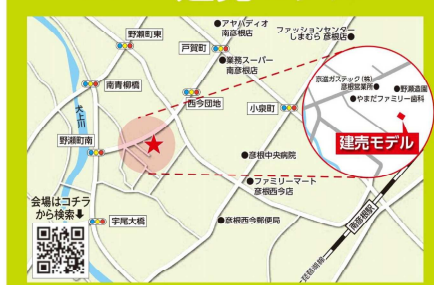 野瀬町東
●アヤハディオ
南彦根店
ファッションセンター
しまむら 彦根店●
戸賀町
●業務スーパー
南彦根店
南青柳橋
西今団地
小泉町
京滋ガステック(株)
彦根営業所●
●野瀬造園
●やまだファミリー歯科
建売モデル
犬上川
野瀬町南
●彦根中央病院
●ファミリーマート
彦根西今店
会場はコチラ
から検索⬇
宇尾大橋
●彦根西今郵便局
南彦根駅
琵琶湖線